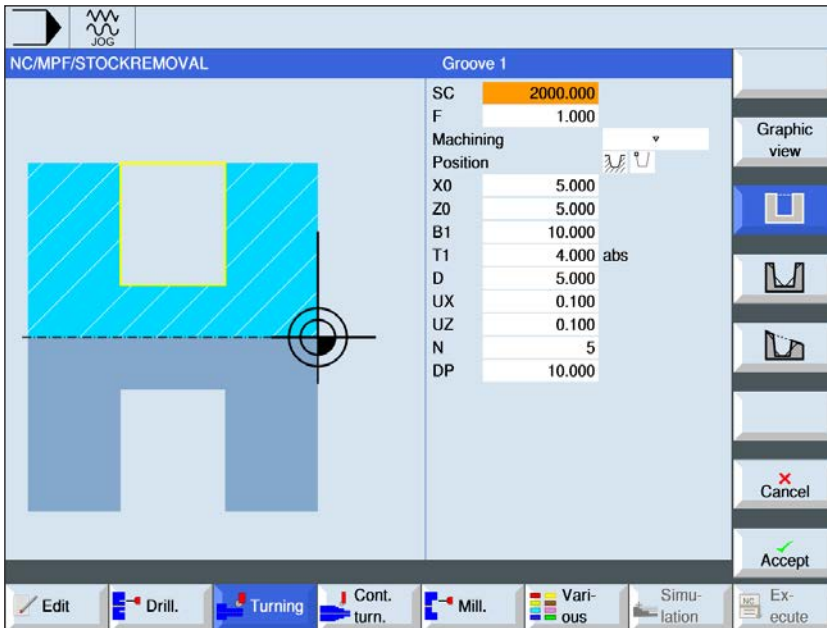 JOG
NC/MPF/STOCKREMOVAL
Groove 1
SC 2000.000
F 1.000
Machining ▿
Position
X0 5.000
Z0 5.000
B1 10.000
T1 4.000 abs
D 5.000
UX 0.100
UZ 0.100
N 5
DP 10.000
Graphic
view
Cancel
Accept
Edit
Drill.
Turning
Cont.
turn.
Mill.
Vari-
ous
Simu-
lation
NC
Ex-
ecute